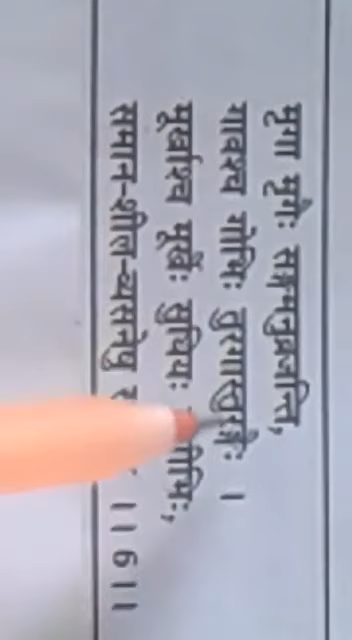 मृगा मृगैः सङ्गमनुव्रजन्ति,
गावश्च गोभिः तुरगास्तुरङ्गैः ।
मूर्खाश्च मूर्खैः सुधियः
समान-शील-व्यसनेषु ।।6।।